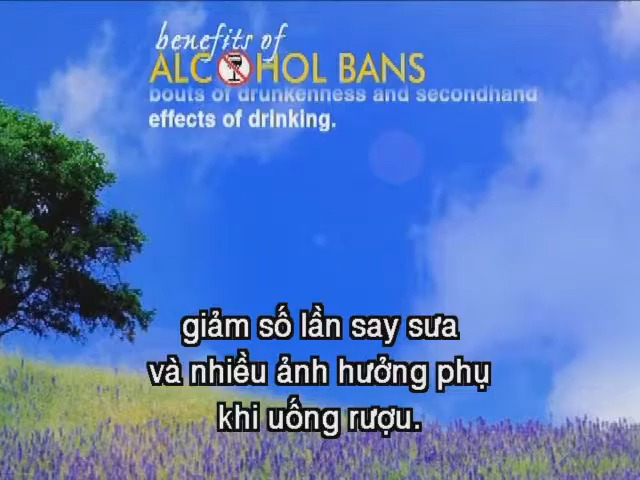 benefits of
ALCOHOL BANS
bouts of drunkenness and secondhand
effects of drinking.
giảm số lần say sưa
và nhiều ảnh hưởng phụ
khi uống rượu.